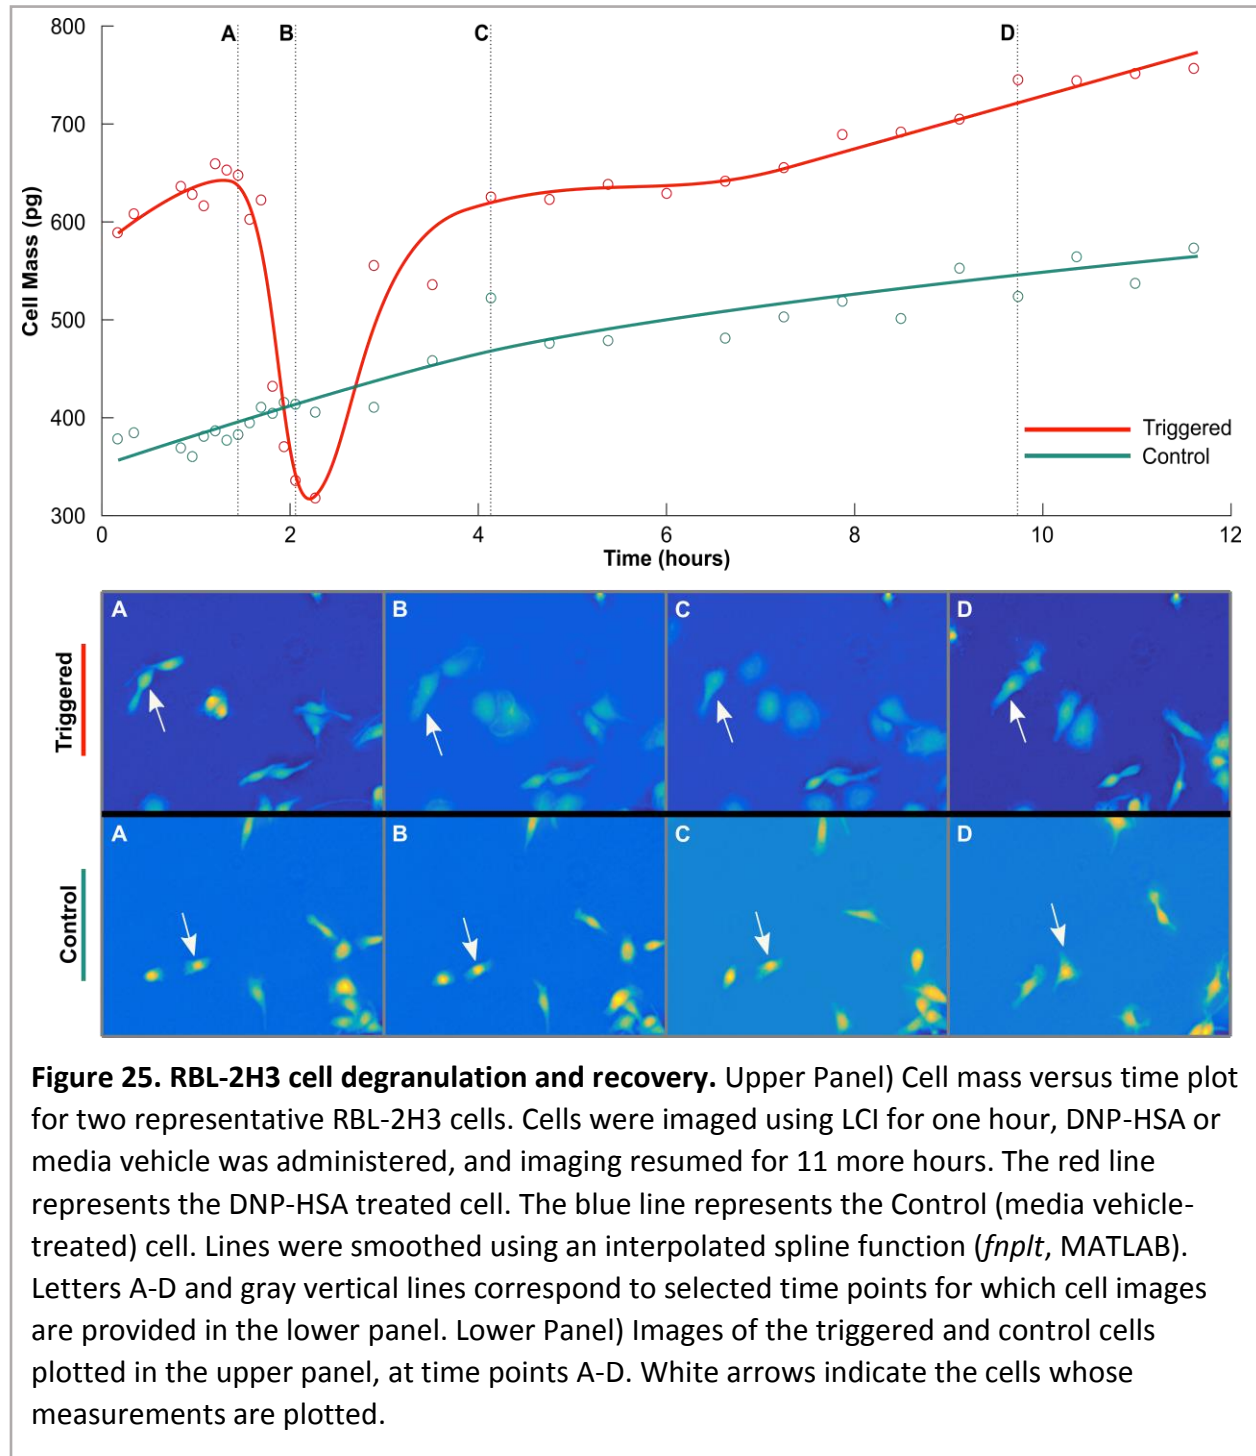 800
700
600
500
400
300
Cell Mass (pg)
A B C D
Triggered
Control
0 2 4 6 8 10 12
Time (hours)
Triggered
A B C D
Control
A B C D
Figure 25. RBL-2H3 cell degranulation and recovery. Upper Panel) Cell mass versus time plot
for two representative RBL-2H3 cells. Cells were imaged using LCI for one hour, DNP-HSA or
media vehicle was administered, and imaging resumed for 11 more hours. The red line
represents the DNP-HSA treated cell. The blue line represents the Control (media vehicle-
treated) cell. Lines were smoothed using an interpolated spline function (fnplt, MATLAB).
Letters A-D and gray vertical lines correspond to selected time points for which cell images
are provided in the lower panel. Lower Panel) Images of the triggered and control cells
plotted in the upper panel, at time points A-D. White arrows indicate the cells whose
measurements are plotted.